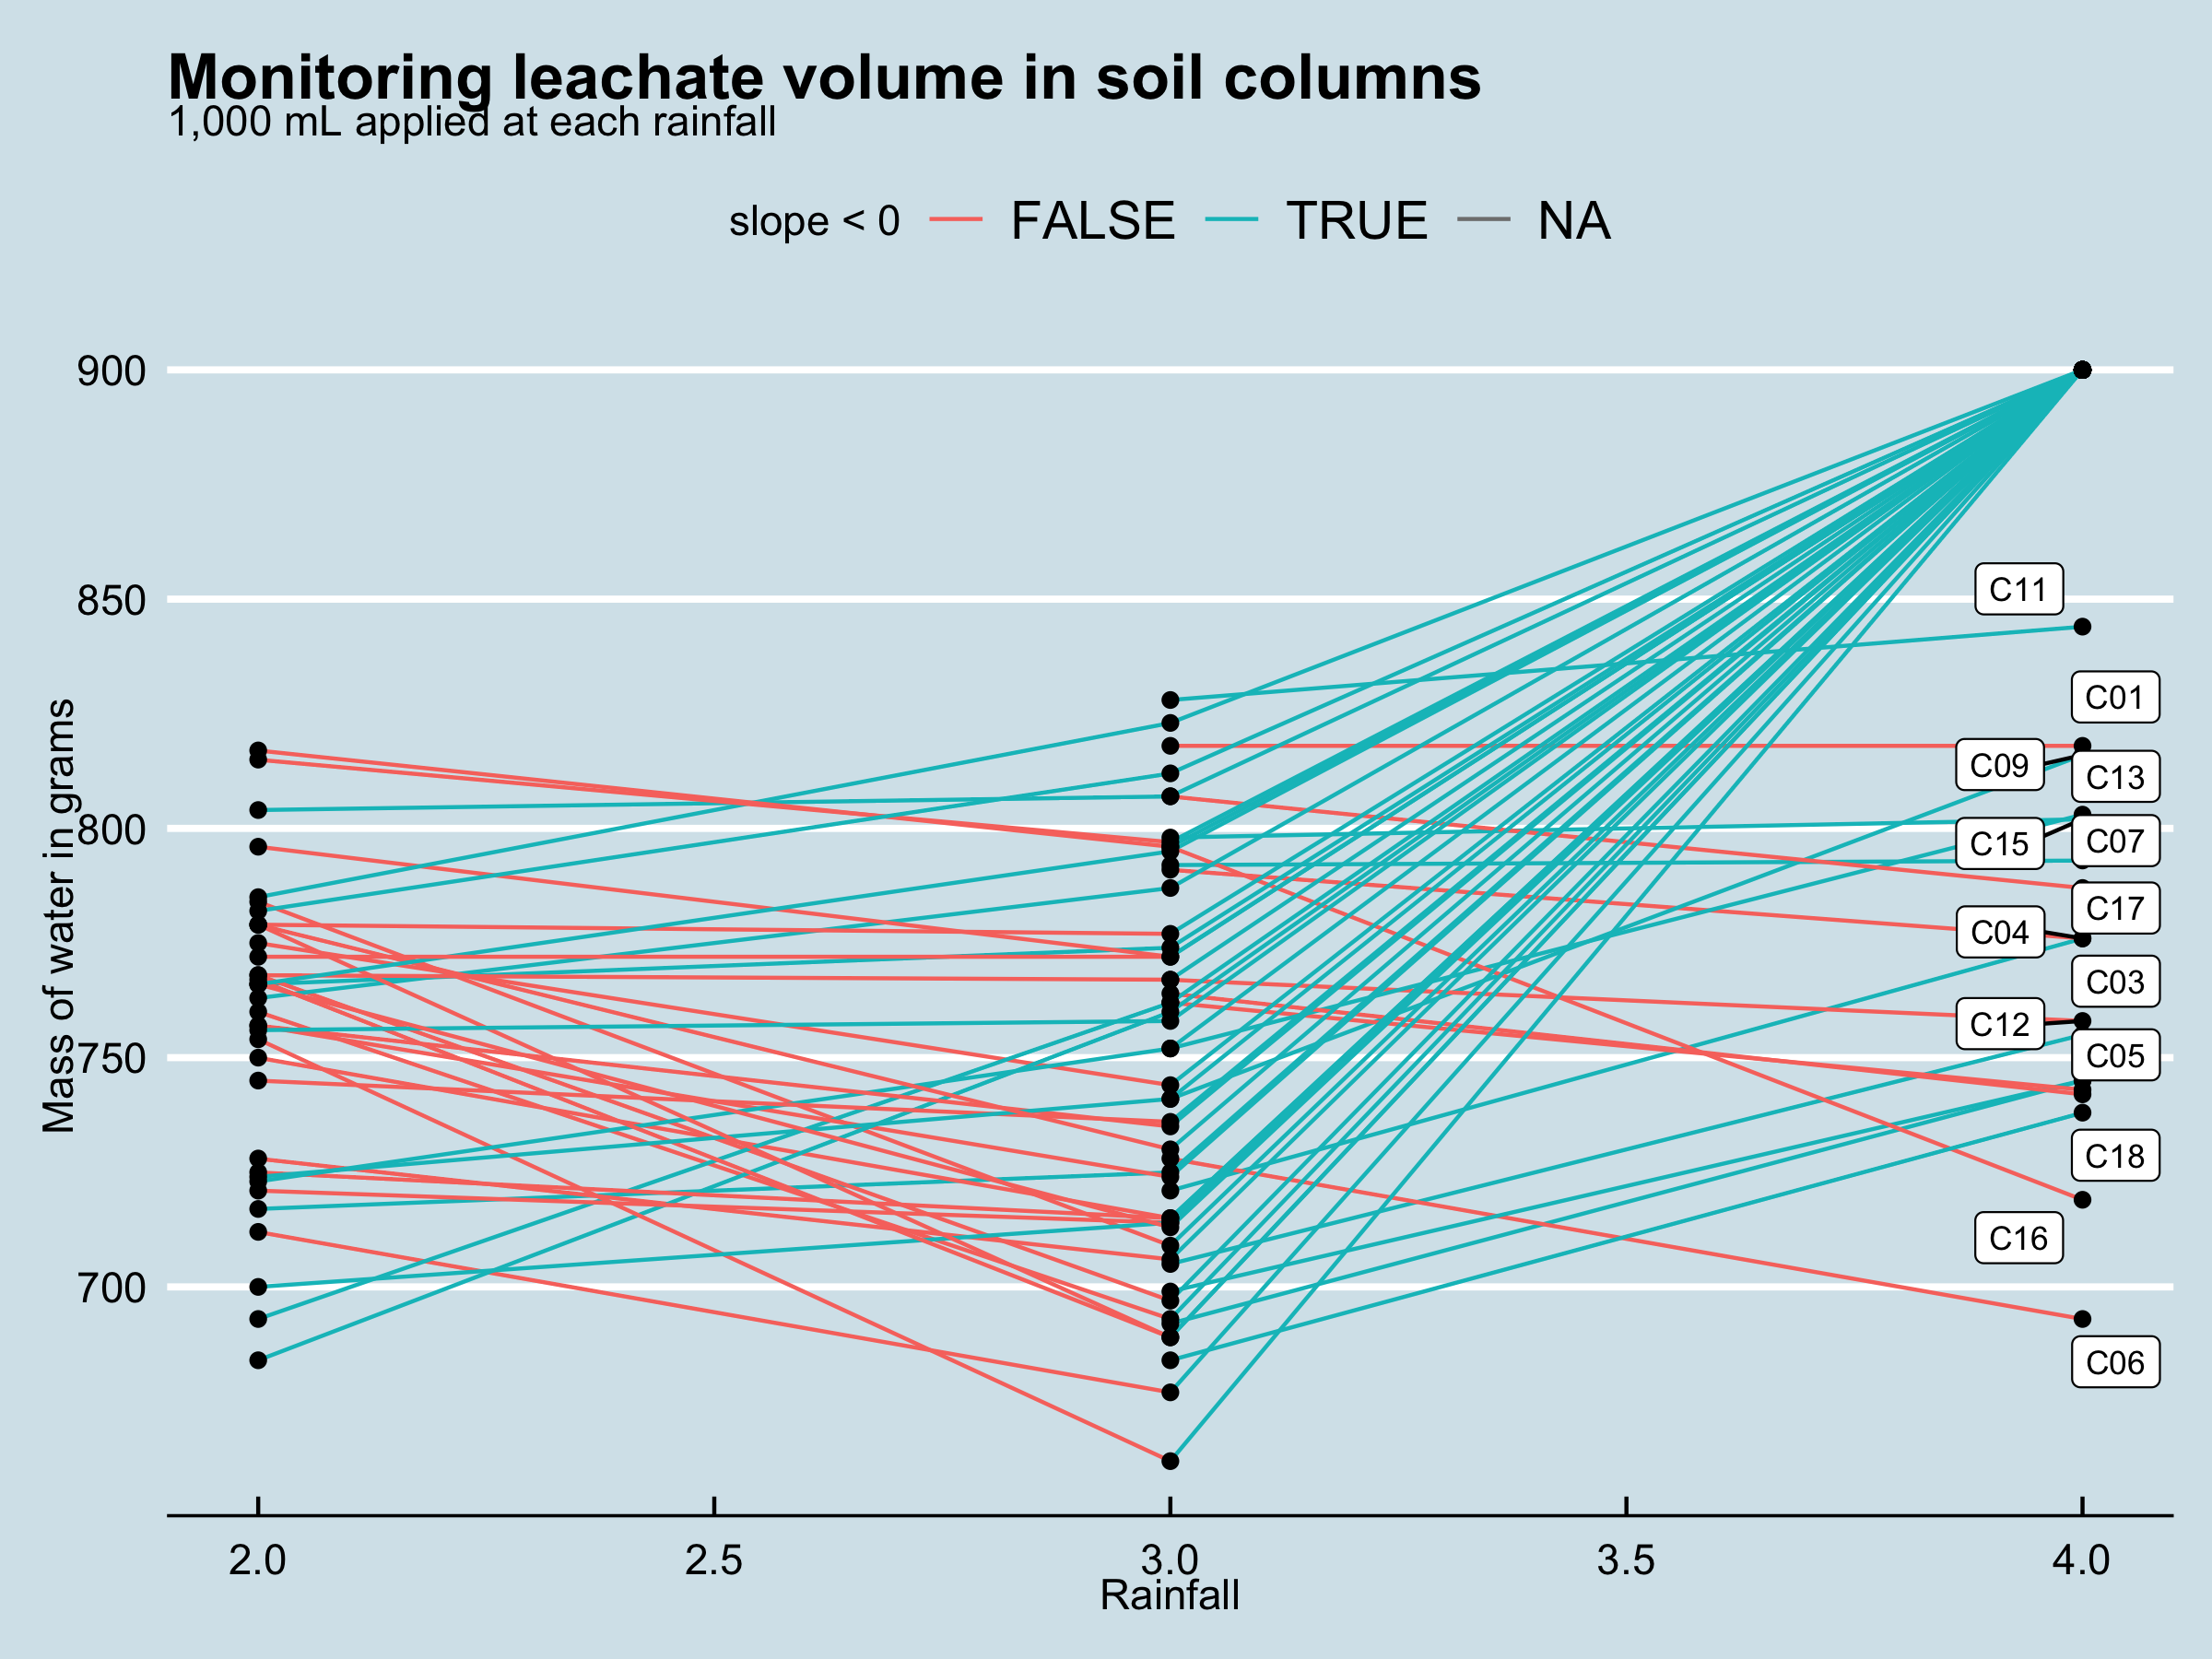 Monitoring leachate volume in soil columns
1,000 mL applied at each rainfall
slope < 0 FALSE TRUE NA
Mass of water in grams
900
850
800
750
700
C11
C01
C09
C13
C15
C07
C17
C04
C03
C12
C05
C18
C16
C06
2.0 2.5 3.0 3.5 4.0
Rainfall